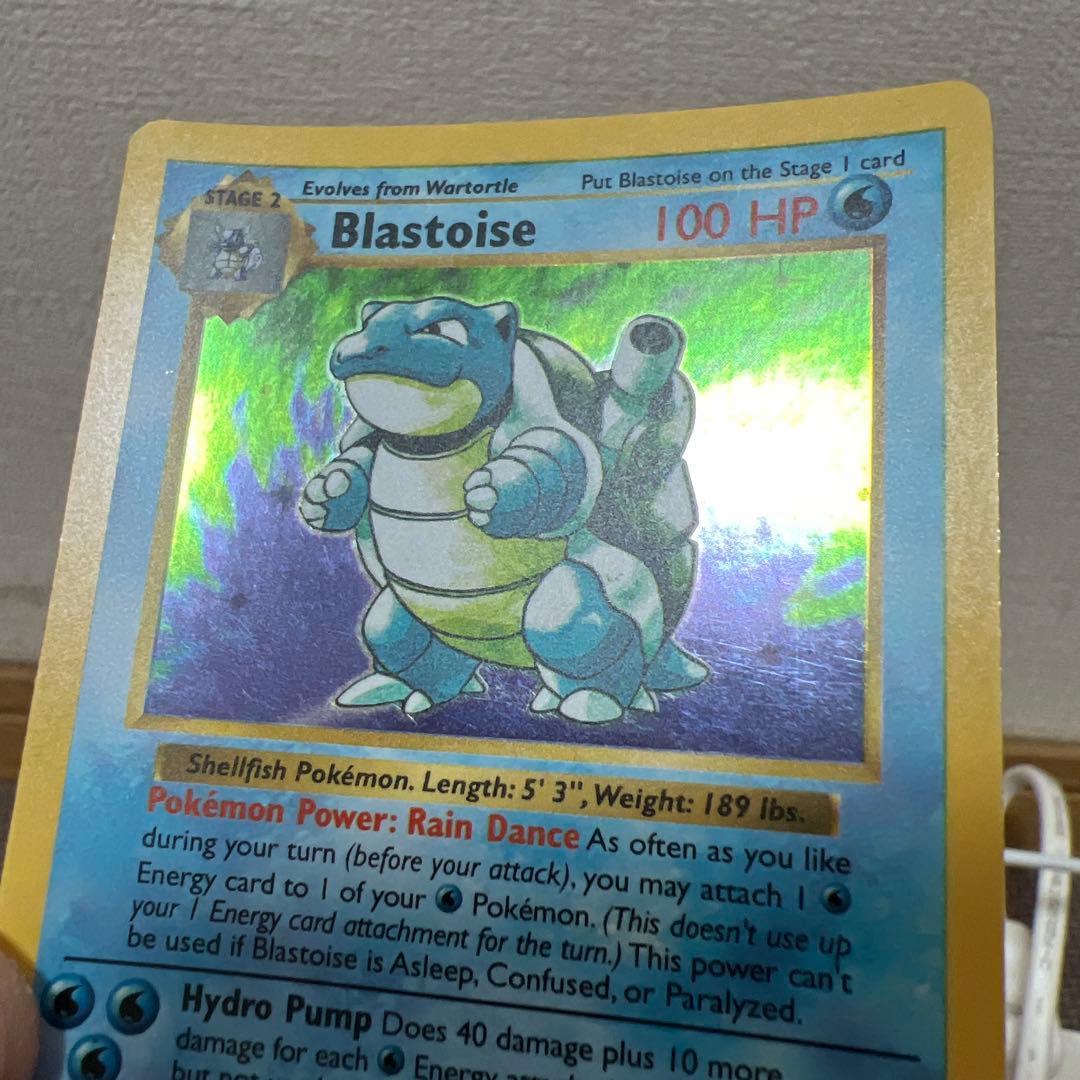 STAGE 2
Evolves from Wartortle
Put Blastoise on the Stage 1 card
Blastoise
100 HP
Shellfish Pokémon. Length: 5' 3", Weight: 189 lbs.
Pokémon Power: Rain Dance As often as you like
during your turn (before your attack), you may attach 1
Energy card to 1 of your Pokémon. (This doesn't use up
your 1 Energy card attachment for the turn.) This power can't
be used if Blastoise is Asleep, Confused, or Paralyzed.
Hydro Pump Does 40 damage plus 10 more
damage for each Energy
but not